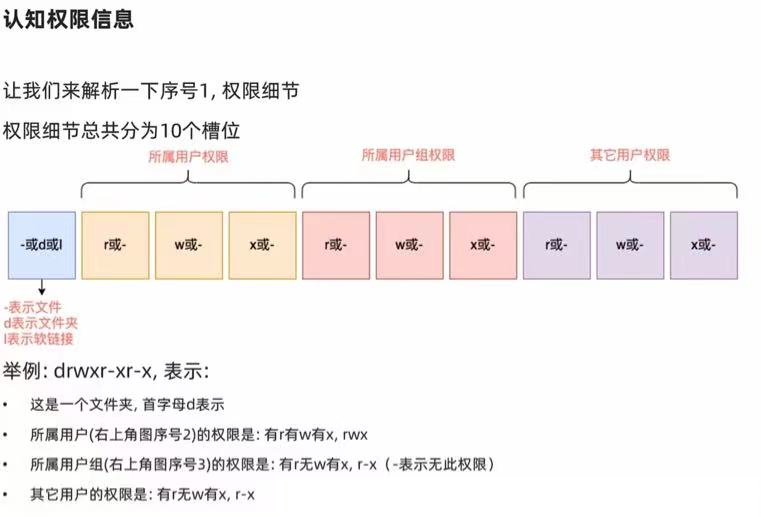 认知权限信息
让我们来解析一下序号1, 权限细节
权限细节总共分为10个槽位
所属用户权限 所属用户组权限 其它用户权限
-或d或l r或- w或- x或- r或- w或- x或- r或- w或- x或-
-表示文件
d表示文件夹
l表示软链接
举例: drwxr-xr-x, 表示:
• 这是一个文件夹, 首字母d表示
• 所属用户(右上角图序号2)的权限是: 有r有w有x, rwx
• 所属用户组(右上角图序号3)的权限是: 有r无w有x, r-x (-表示无此权限)
• 其它用户的权限是: 有r无w有x, r-x